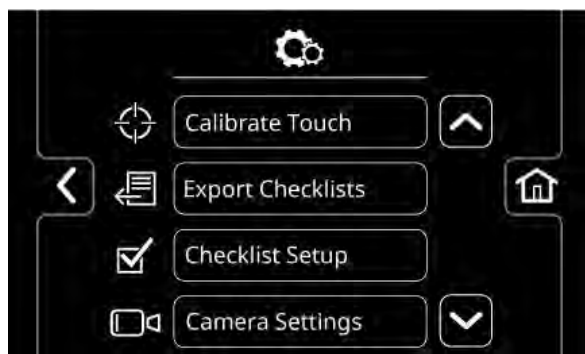 Calibrate Touch
Export Checklists
Checklist Setup
Camera Settings